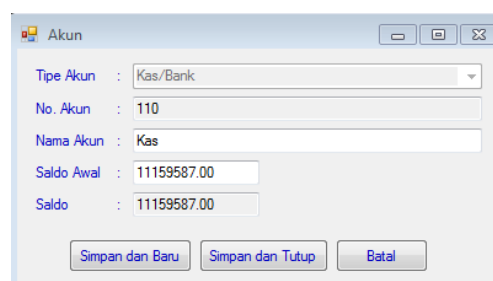 Akun
Tipe Akun : Kas/Bank
No. Akun : 110
Nama Akun : Kas
Saldo Awal : 11159587.00
Saldo : 11159587.00
Simpan dan Baru Simpan dan Tutup Batal